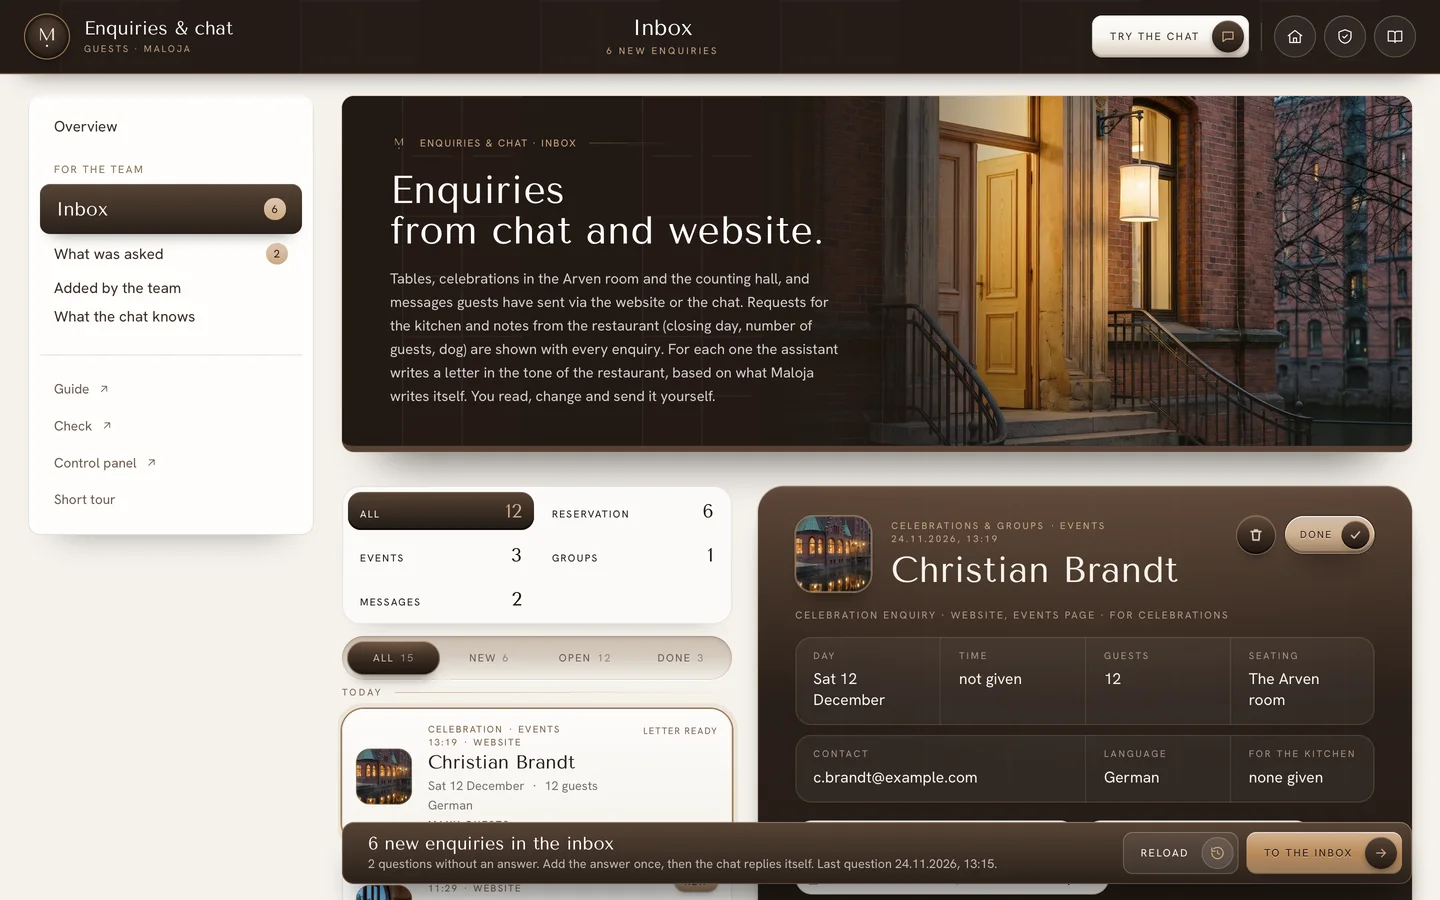 M
Enquiries & chat
GUESTS · MALOJA
Inbox
6 NEW ENQUIRIES
TRY THE CHAT
Overview
FOR THE TEAM
Inbox 6
What was asked 2
Added by the team
What the chat knows
Guide
Check
Control panel
Short tour
M ENQUIRIES & CHAT · INBOX
Enquiries
from chat and website.
Tables, celebrations in the Arven room and the counting hall, and
messages guests have sent via the website or the chat. Requests for
the kitchen and notes from the restaurant (closing day, number of
guests, dog) are shown with every enquiry. For each one the assistant
writes a letter in the tone of the restaurant, based on what Maloja
writes itself. You read, change and send it yourself.
ALL 12
RESERVATION 6
EVENTS 3
GROUPS 1
MESSAGES 2
ALL 15
NEW 6
OPEN 12
DONE 3
TODAY
CELEBRATION · EVENTS
13:19 · WEBSITE
LETTER READY
Christian Brandt
Sat 12 December · 12 guests
German
11:29 · WEBSITE
CELEBRATIONS & GROUPS · EVENTS
24.11.2026, 13:19
Christian Brandt
DONE
CELEBRATION ENQUIRY · WEBSITE, EVENTS PAGE · FOR CELEBRATIONS
DAY
Sat 12
December
TIME
not given
GUESTS
12
SEATING
The Arven
room
CONTACT
c.brandt@example.com
LANGUAGE
German
FOR THE KITCHEN
none given
6 new enquiries in the inbox
2 questions without an answer. Add the answer once, then the chat replies itself. Last question 24.11.2026, 13:15.
RELOAD
TO THE INBOX